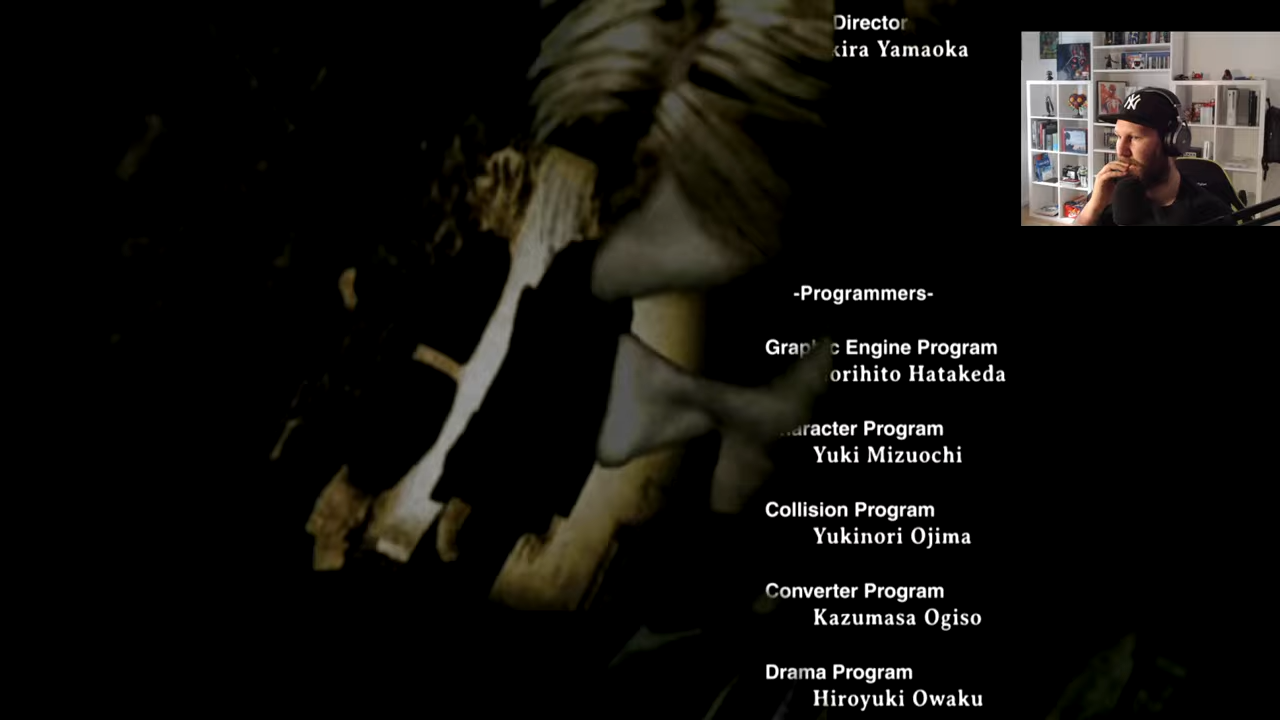 Director
kira Yamaoka
-Programmers-
Graphic Engine Program
orihito Hatakeda
aracter Program
Yuki Mizuochi
Collision Program
Yukinori Ojima
Converter Program
Kazumasa Ogiso
Drama Program
Hiroyuki Owaku